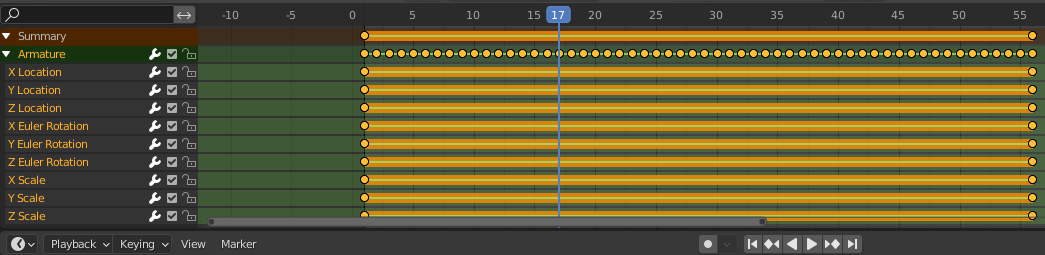 -10 -5 0 5 10 15 17 20 25 30 35 40 45 50 55
Summary
Armature
X Location
Y Location
Z Location
X Euler Rotation
Y Euler Rotation
Z Euler Rotation
X Scale
Y Scale
Z Scale
Playback Keying View Marker